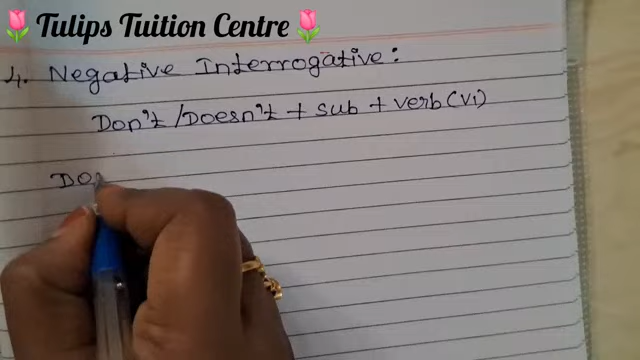 🌷Tulips Tuition Centre🌷
4. Negative Interrogative :
Don't /Doesn't + sub + verb (V1)
Do